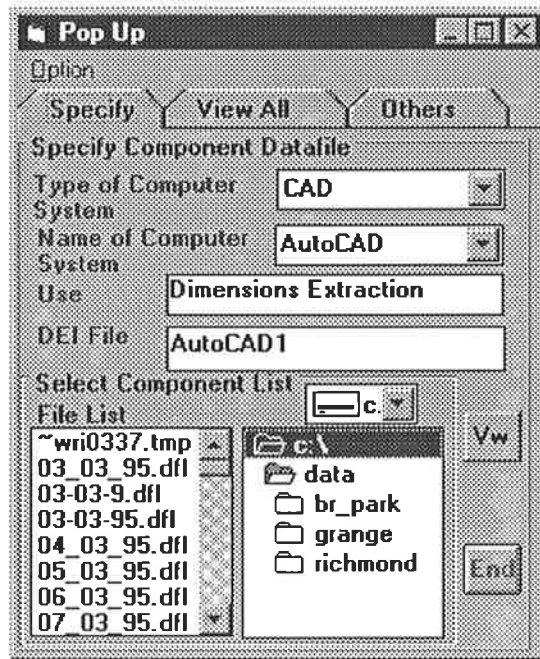 Pop Up
Option
Specify View All Others
Specify Component Datafile
Type of Computer System CAD
Name of Computer System AutoCAD
Use Dimensions Extraction
DEI File AutoCAD1
Select Component List
c.
File List
~wri0337.tmp
03_03_95.dfl
03-03-9.dfl
03-03-95.dfl
04_03_95.dfl
05_03_95.dfl
06_03_95.dfl
07_03_95.dfl
c:\
data
br_park
grange
richmond
Vw
End